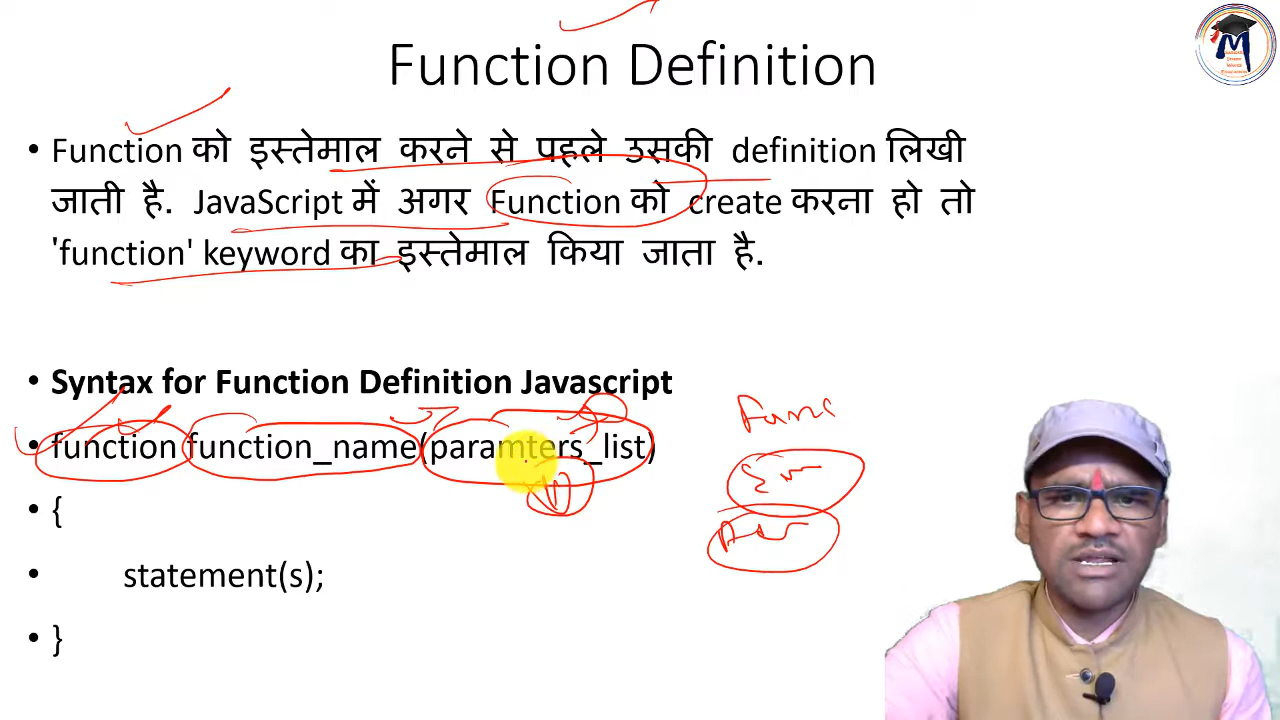 Function Definition
• Function को इस्तेमाल करने से पहले उसकी definition लिखी
जाती है. JavaScript में अगर Function को create करना हो तो
'function' keyword का इस्तेमाल किया जाता है.
• Syntax for Function Definition Javascript
• function function_name(paramters_list)
• {
• statement(s);
• }